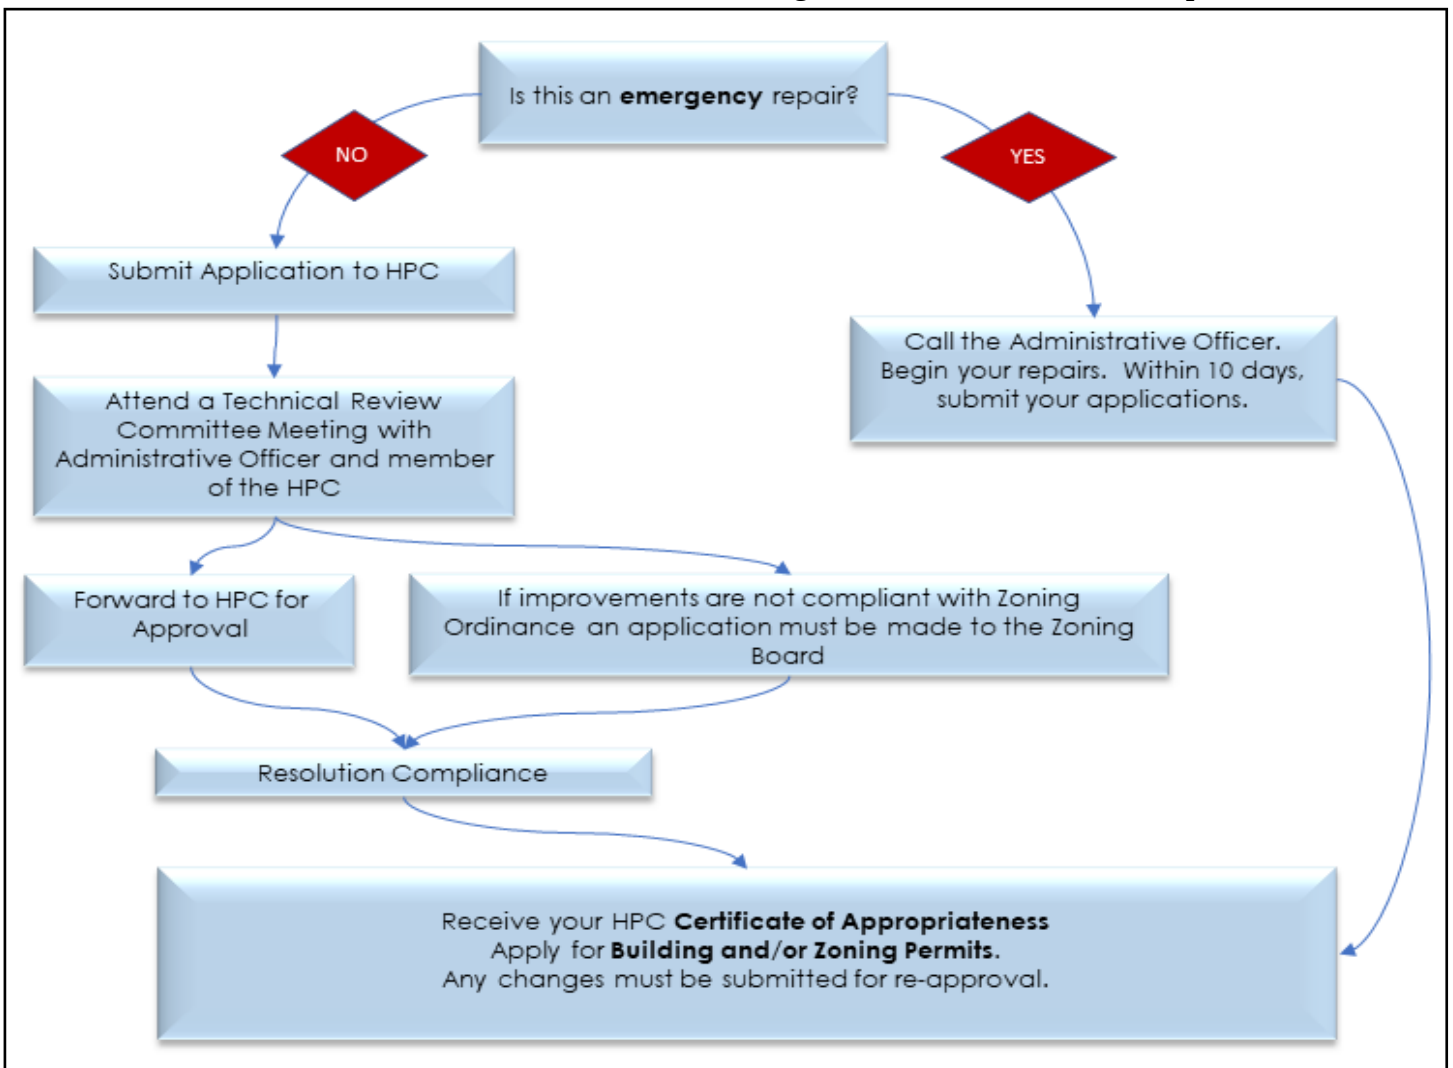 Is this an emergency repair?
NO
YES
Submit Application to HPC
Call the Administrative Officer.
Begin your repairs.  Within 10 days,
submit your applications.
Attend a Technical Review
Committee Meeting with
Administrative Officer and member
of the HPC
Forward to HPC for
Approval
If improvements are not compliant with Zoning
Ordinance an application must be made to the Zoning
Board
Resolution Compliance
Receive your HPC Certificate of Appropriateness
Apply for Building and/or Zoning Permits.
Any changes must be submitted for re-approval.